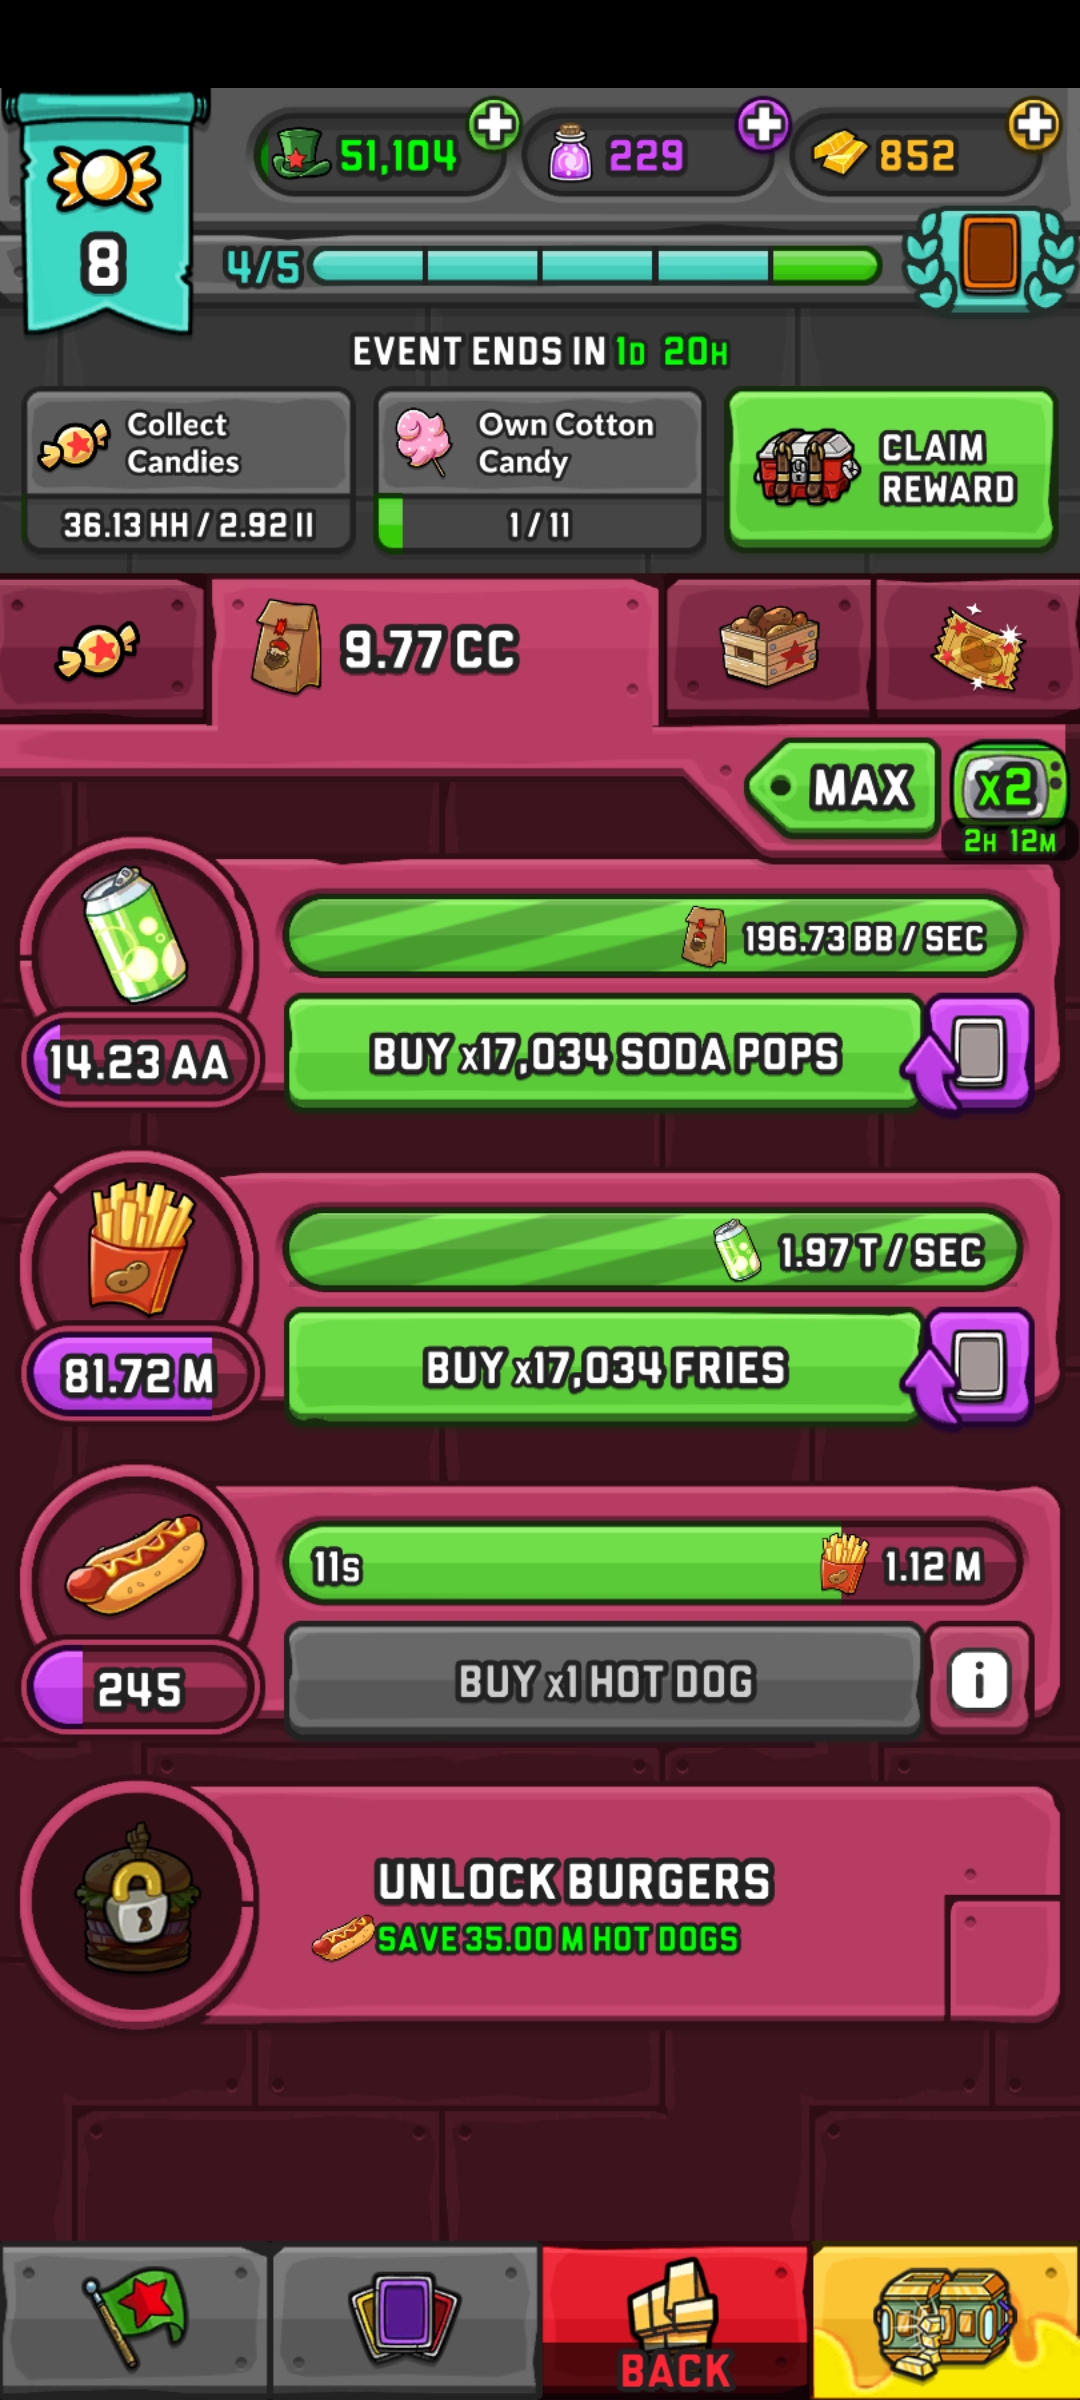 51,104
229
852
8
4/5
EVENT ENDS IN 1D 20H
Collect
Candies
36.13 HH / 2.92 II
Own Cotton
Candy
1 / 11
CLAIM
REWARD
9.77 CC
MAX
x2
2H 12M
196.73 BB / SEC
14.23 AA
BUY x17,034 SODA POPS
1.97 T / SEC
81.72 M
BUY x17,034 FRIES
11s
1.12 M
245
BUY x1 HOT DOG
i
UNLOCK BURGERS
SAVE 35.00 M HOT DOGS
BACK